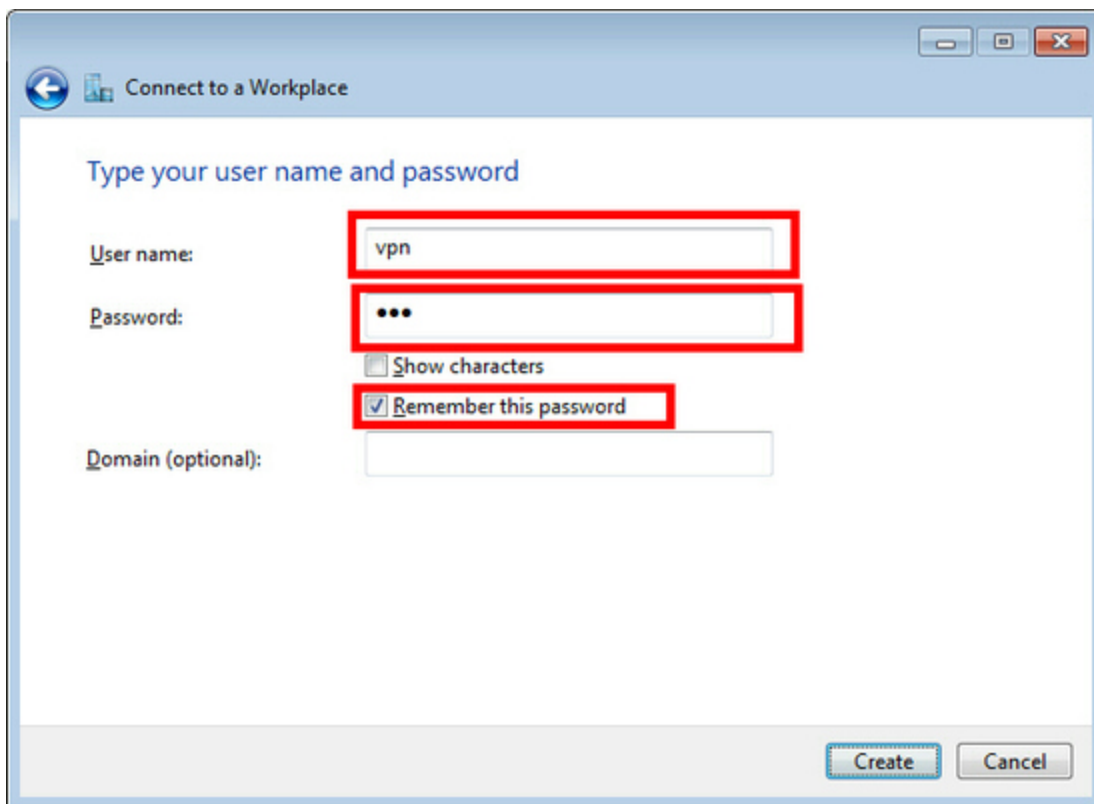 Connect to a Workplace
Type your user name and password
User name: vpn
Password: •••
Show characters
Remember this password
Domain (optional):
Create Cancel